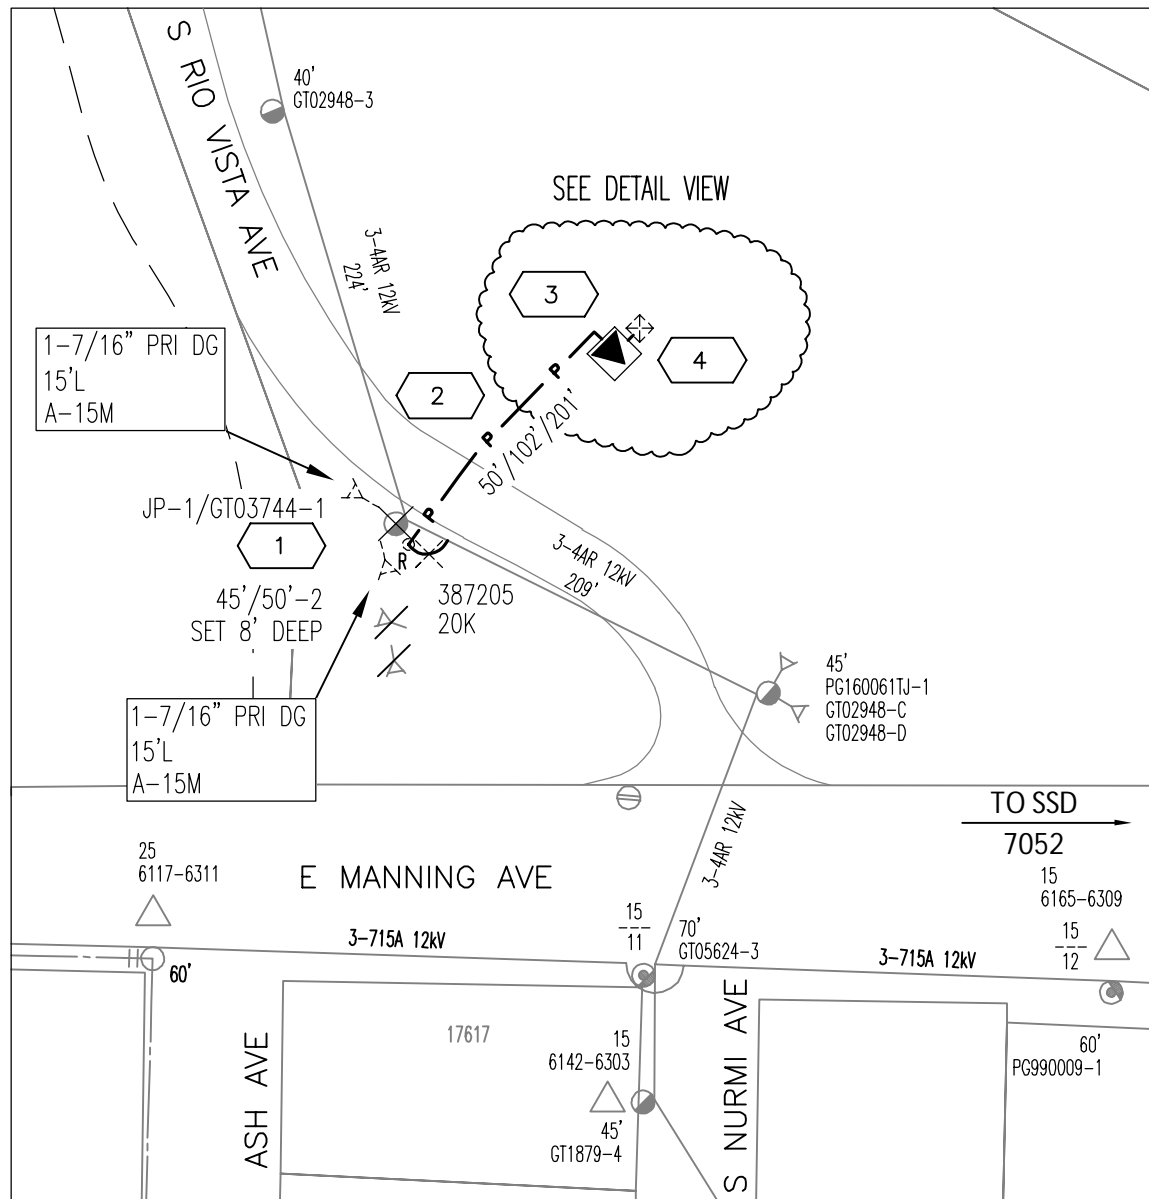 S RIO VISTA AVE
40'
GT02948-3
SEE DETAIL VIEW
3-4AR 12kV
224'
3
4
2
1-7/16" PRI DG
15'L
A-15M
P
P
P
50'/102'/201'
JP-1/GT03744-1
1
R
S
45'/50'-2
SET 8' DEEP
387205
20K
3-4AR 12kV
209'
45'
PG160061TJ-1
GT02948-C
GT02948-D
1-7/16" PRI DG
15'L
A-15M
TO SSD
7052
3-4AR 12kV
25
6117-6311
E MANNING AVE
15
6165-6309
15
11
70'
GT05624-3
15
12
3-715A 12kV
3-715A 12kV
60'
17617
15
6142-6303
60'
PG990009-1
45'
GT1879-4
ASH AVE
S NURMI AVE